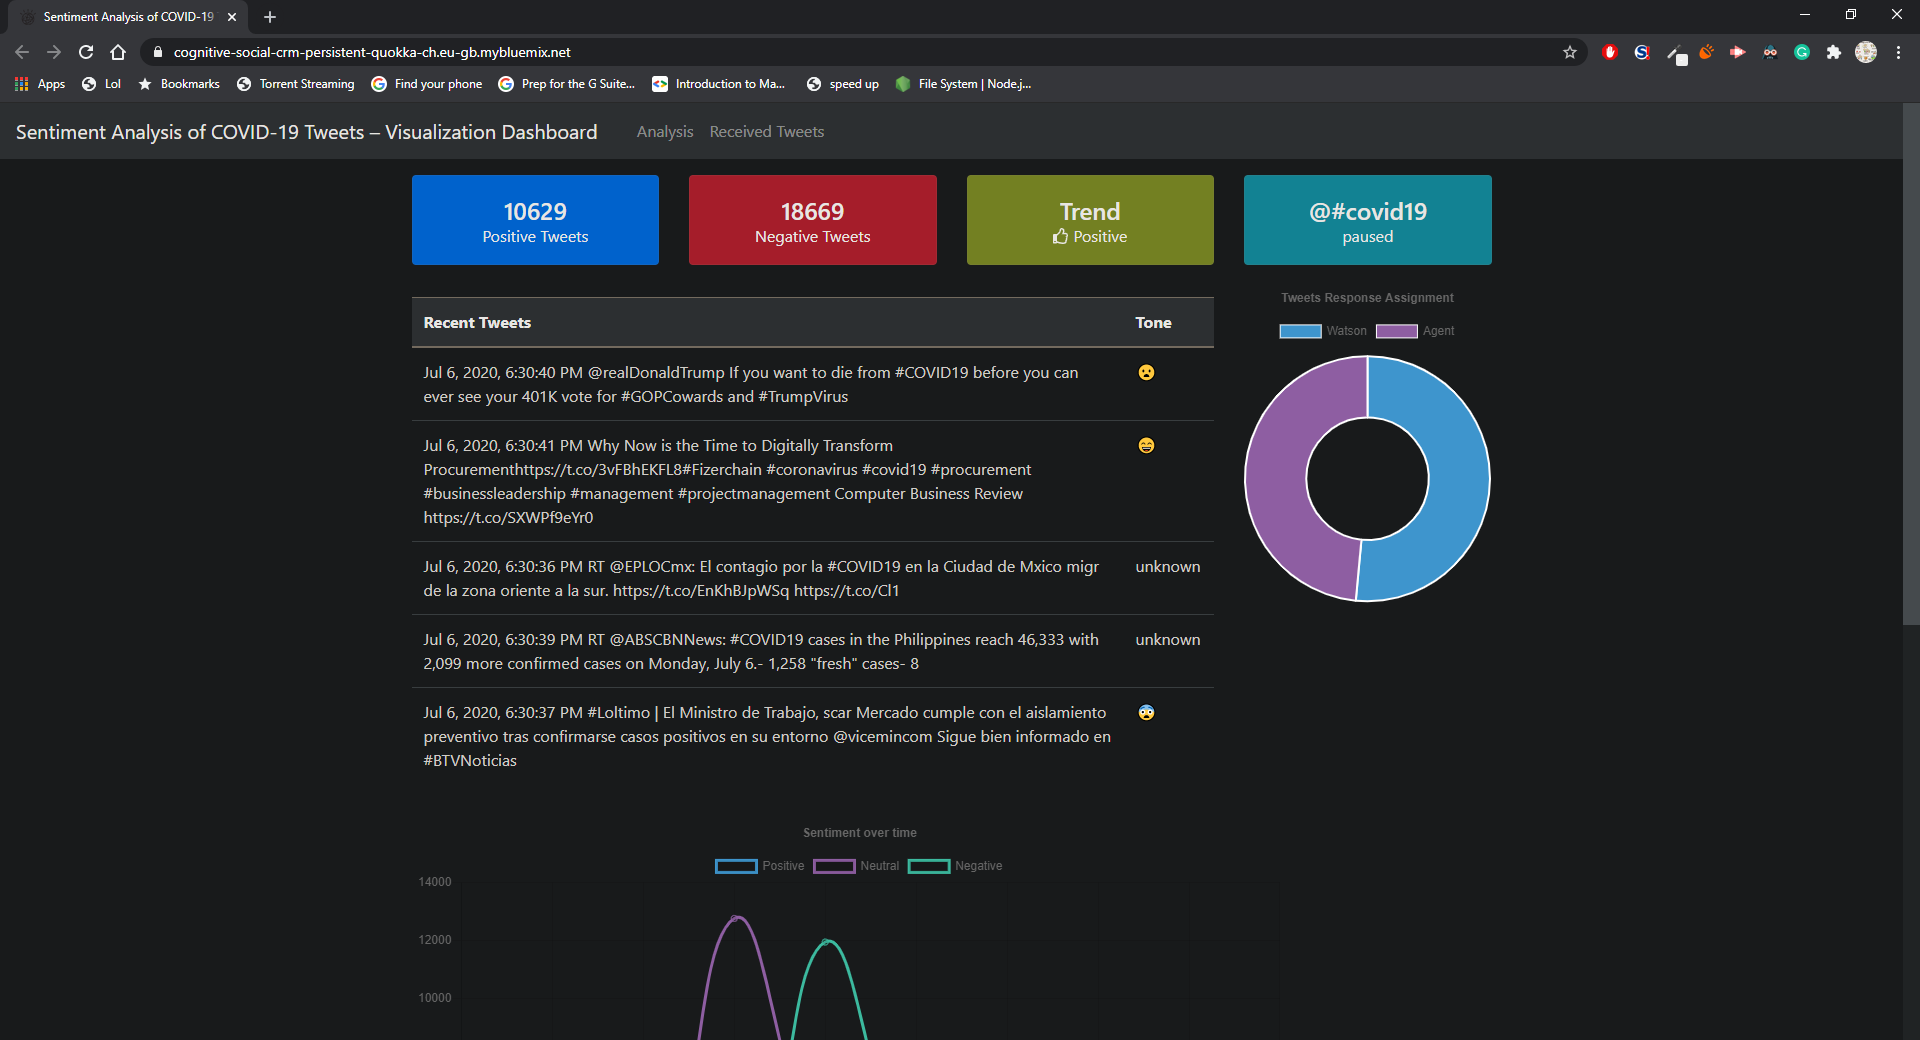 Sentiment Analysis of COVID-19
cognitive-social-crm-persistent-quokka-ch.eu-gb.mybluemix.net
Apps Lol Bookmarks Torrent Streaming Find your phone Prep for the G Suite... Introduction to Ma... speed up File System | Node.j...
Sentiment Analysis of COVID-19 Tweets – Visualization Dashboard Analysis Received Tweets
10629
Positive Tweets
18669
Negative Tweets
Trend
Positive
@#covid19
paused
Recent Tweets Tone
Jul 6, 2020, 6:30:40 PM @realDonaldTrump If you want to die from #COVID19 before you can
ever see your 401K vote for #GOPCowards and #TrumpVirus
Jul 6, 2020, 6:30:41 PM Why Now is the Time to Digitally Transform
Procurementhttps://t.co/3vFBhEKFL8#Fizerchain #coronavirus #covid19 #procurement
#businessleadership #management #projectmanagement Computer Business Review
https://t.co/SXWPf9eYr0
Jul 6, 2020, 6:30:36 PM RT @EPLOCmx: El contagio por la #COVID19 en la Ciudad de Mxico migr
de la zona oriente a la sur. https://t.co/EnKhBJpWSq https://t.co/Cl1
unknown
Jul 6, 2020, 6:30:39 PM RT @ABSCBNNews: #COVID19 cases in the Philippines reach 46,333 with
2,099 more confirmed cases on Monday, July 6.- 1,258 "fresh" cases- 8
unknown
Jul 6, 2020, 6:30:37 PM #Loltimo | El Ministro de Trabajo, scar Mercado cumple con el aislamiento
preventivo tras confirmarse casos positivos en su entorno @vicemincom Sigue bien informado en
#BTVNoticias
Tweets Response Assignment
Watson Agent
Sentiment over time
Positive Neutral Negative
14000
12000
10000